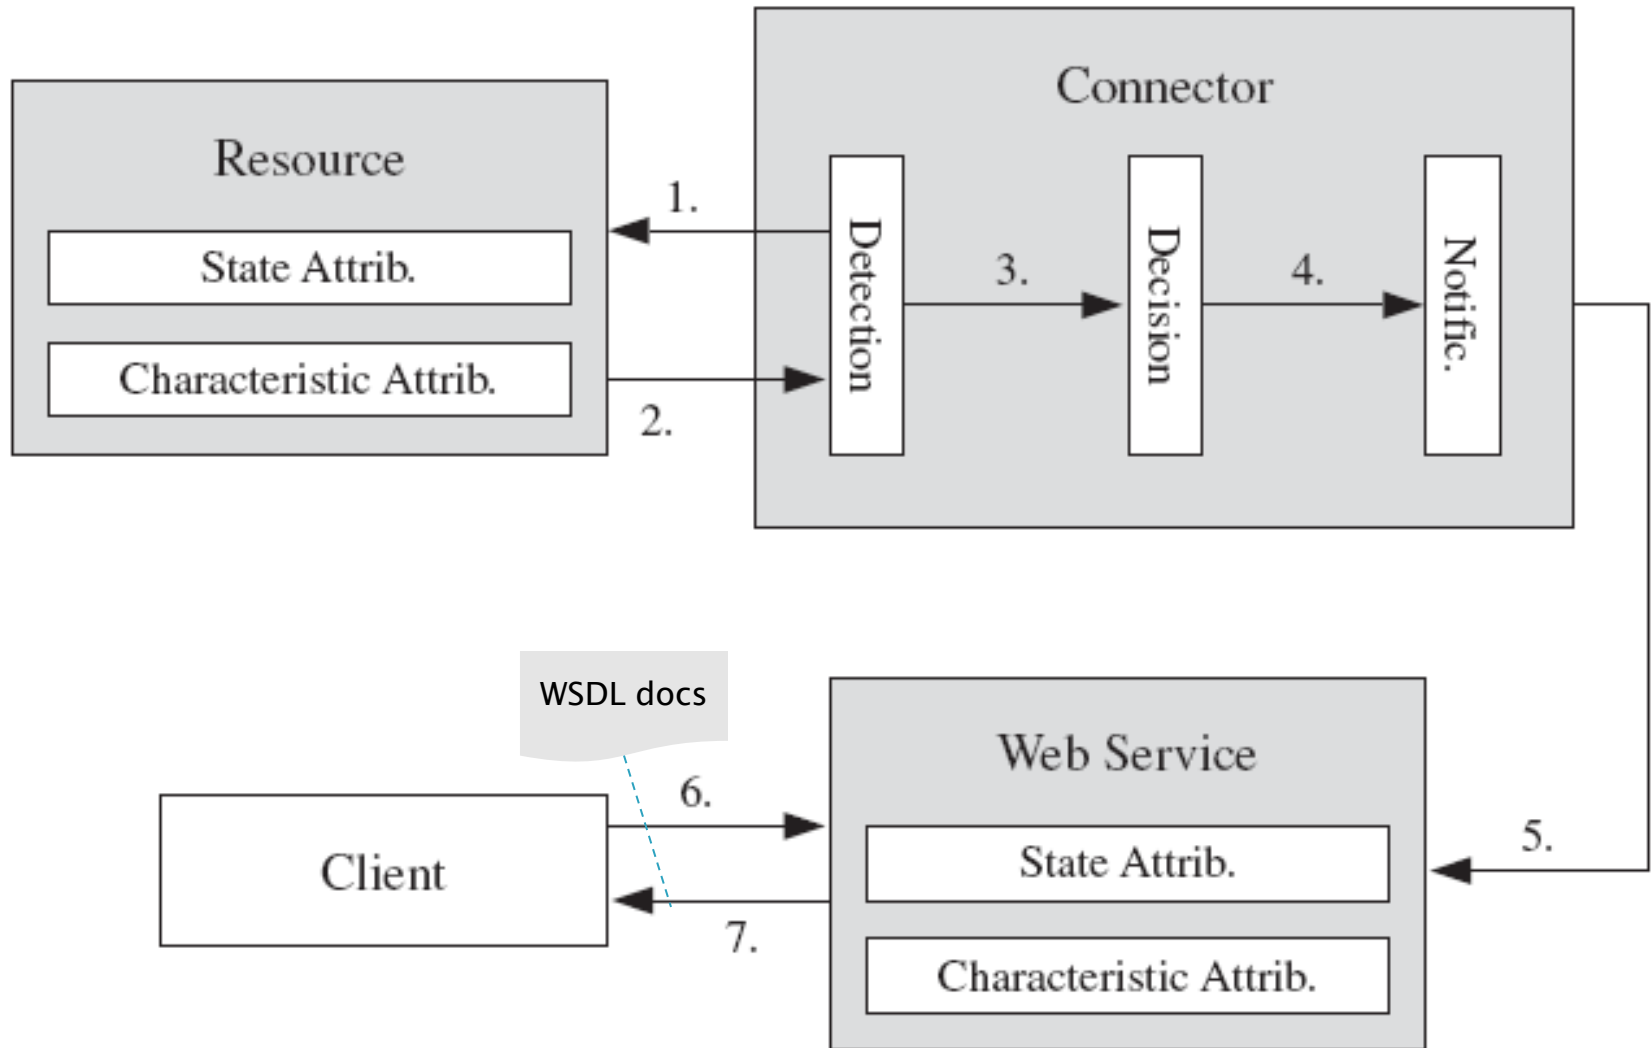 Connector
Resource
1.
State Attrib.
Characteristic Attrib.
2.
Detection
3.
Decision
4.
Notific.
WSDL docs
Web Service
6.
Client
State Attrib.
5.
7.
Characteristic Attrib.